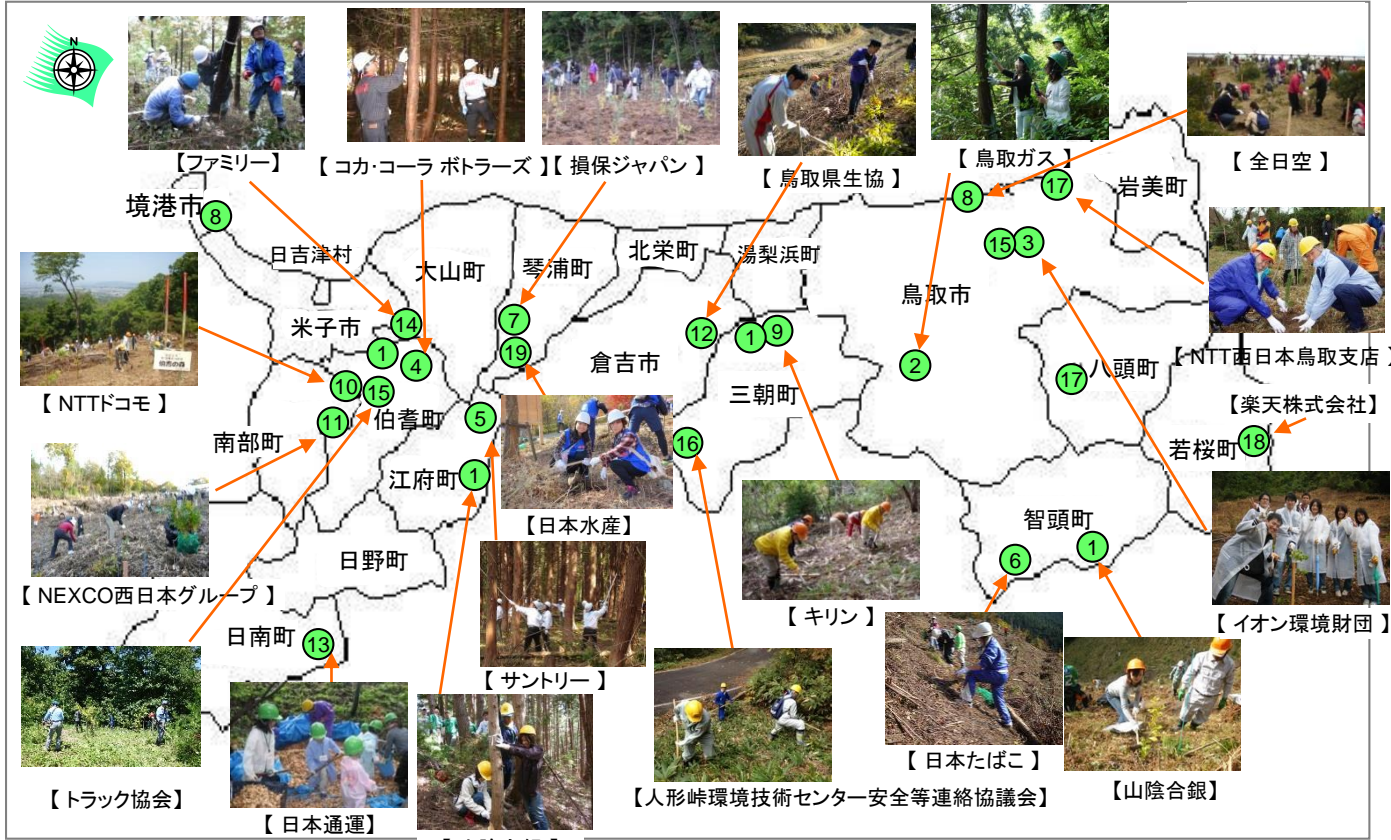 N
【ファミリー】
【 コカ・コーラ ボトラーズ 】
【 損保ジャパン 】
【 鳥取県生協 】
【 鳥取ガス 】
【 全日空 】
境港市
8
8
17
岩美町
日吉津村
大山町
琴浦町
北栄町
湯梨浜町
15
3
鳥取市
米子市
14
7
12
1
9
1
4
19
倉吉市
三朝町
2
17
八頭町
【 NTT西日本鳥取支店 】
【 NTTドコモ 】
10
15
伯耆町
11
5
【楽天株式会社】
南部町
16
若桜町
18
江府町
1
【日本水産】
智頭町
日野町
6
1
【 NEXCO西日本グループ 】
【 キリン 】
【 イオン環境財団 】
日南町
13
【 サントリー 】
【 日本たばこ 】
【 トラック協会】
【 日本通運】
【人形峠環境技術センター安全等連絡協議会】
【山陰合銀】